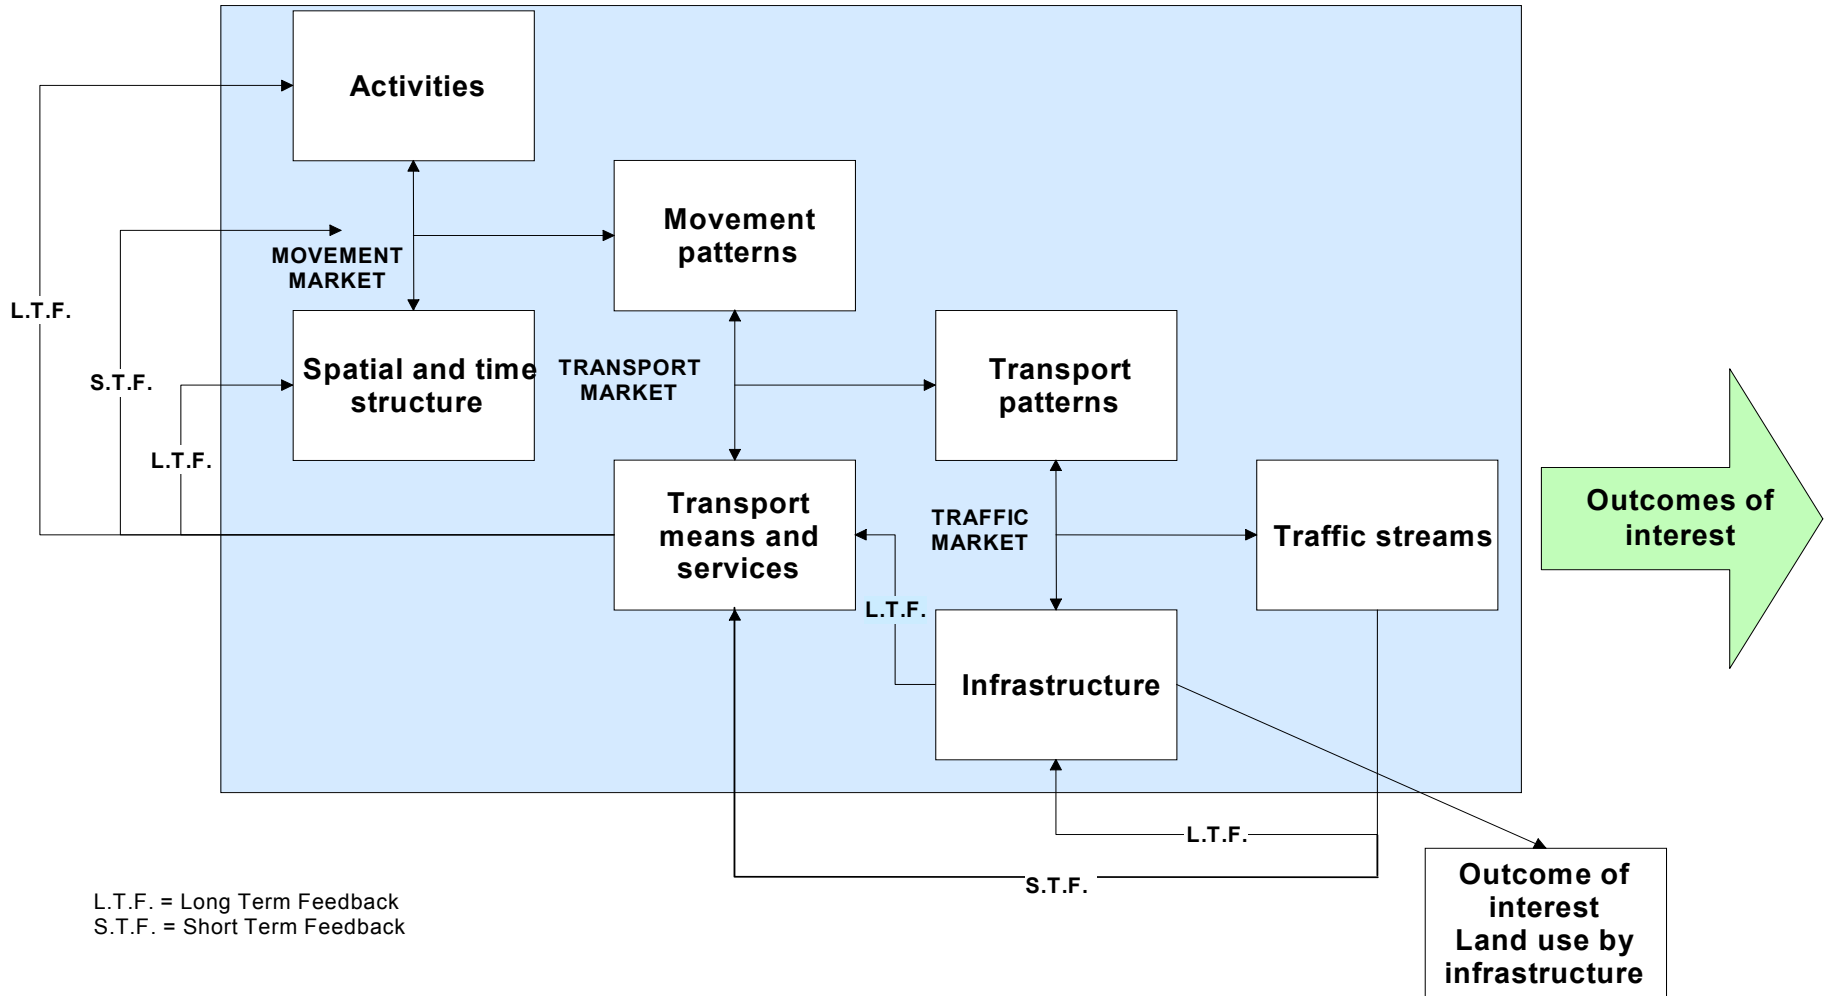 Activities
Movement
patterns
MOVEMENT
MARKET
L.T.F.
Spatial and time
structure
TRANSPORT
MARKET
Transport
patterns
S.T.F.
L.T.F.
Transport
means and
services
TRAFFIC
MARKET
Traffic streams
Outcomes of
interest
L.T.F.
Infrastructure
L.T.F.
S.T.F.
Outcome of
interest
Land use by
infrastructure
L.T.F. = Long Term Feedback
S.T.F. = Short Term Feedback